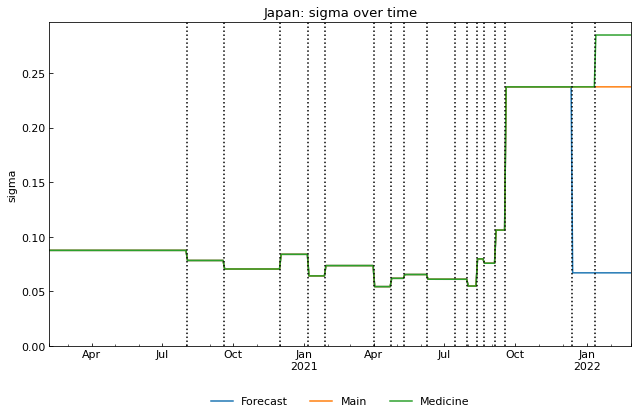 Japan: sigma over time
sigma
0.25
0.20
0.15
0.10
0.05
0.00
Apr Jul Oct Jan Apr Jul Oct Jan
2021 2022
Forecast Main Medicine